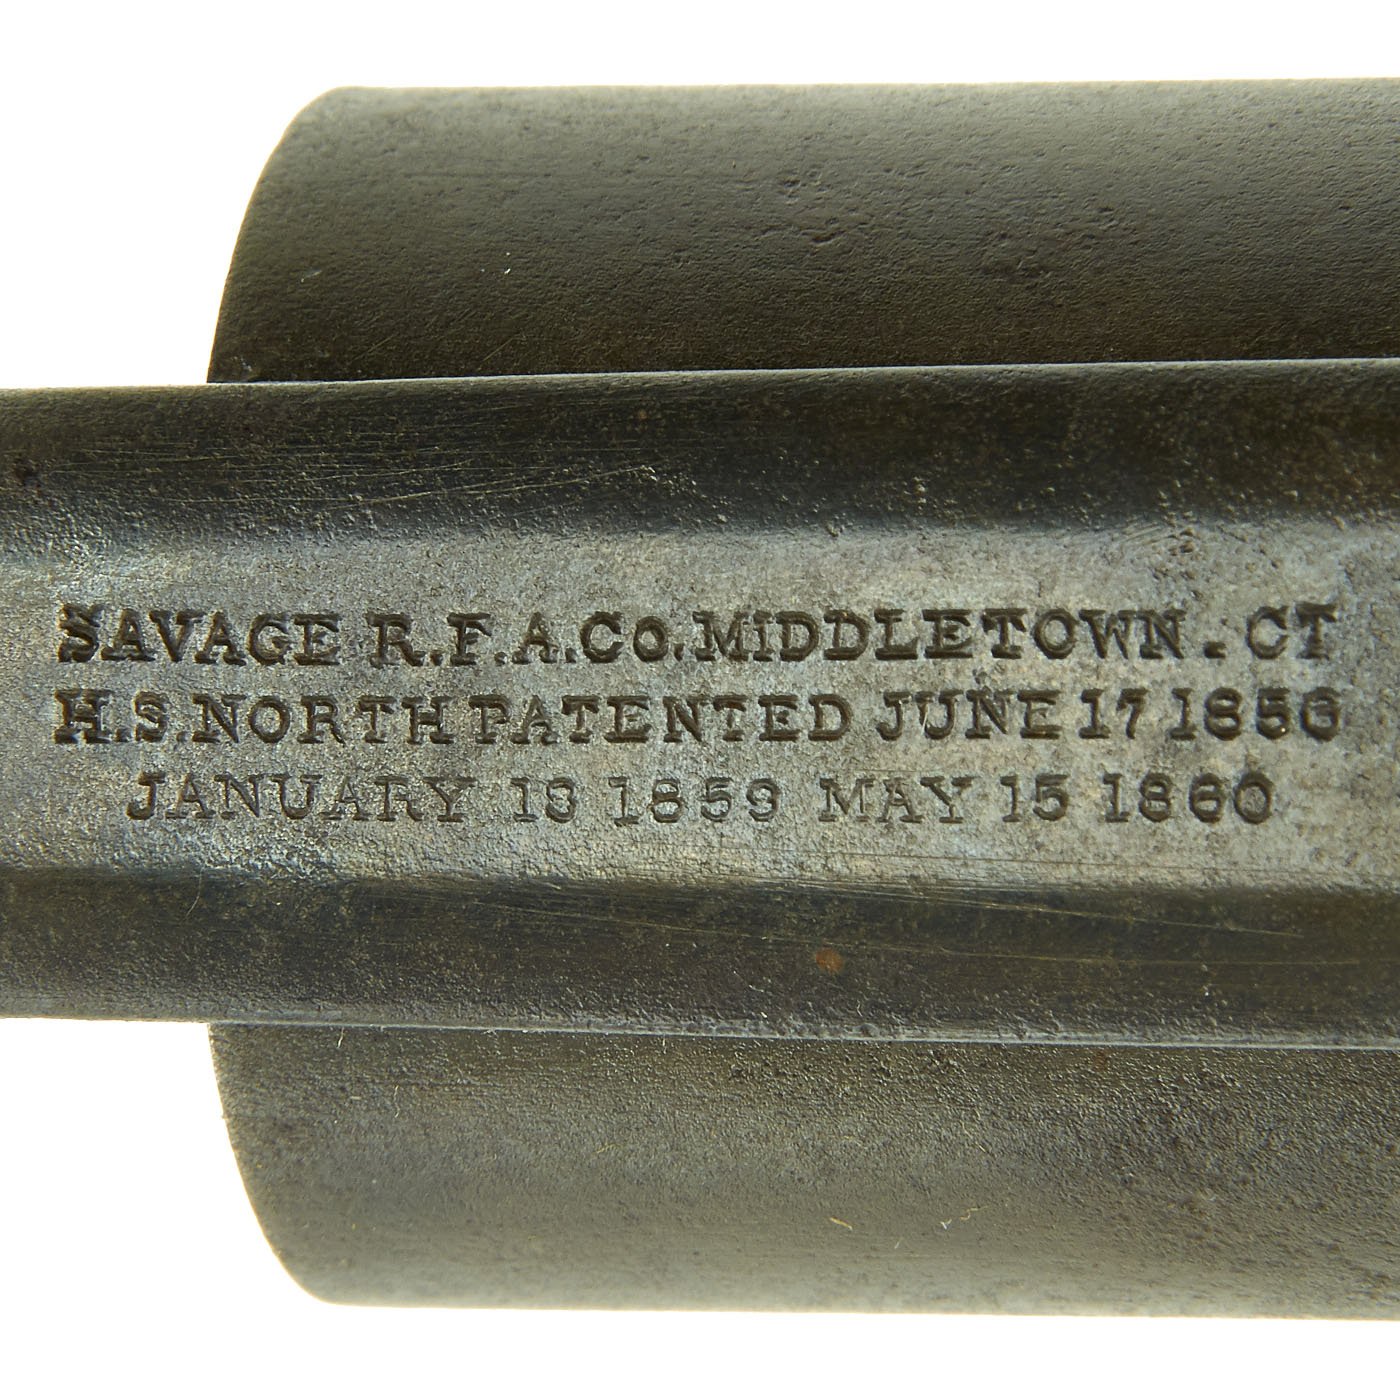 SAVAGE R.F.A.CO.MIDDLETOWN.CT
H.S.NORTH PATENTED JUNE 17 1856
JANUARY 18 1859 MAY 15 1860